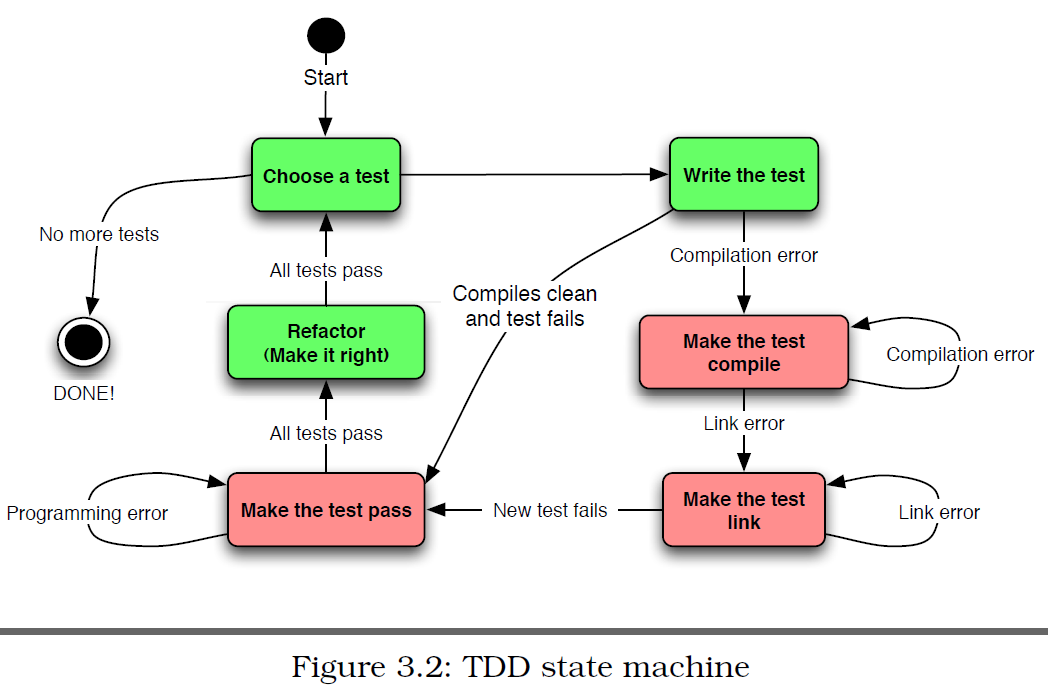 Start
Choose a test
Write the test
No more tests
Compilation error
All tests pass
Compiles clean
and test fails
Refactor
(Make it right)
Make the test
compile
Compilation error
DONE!
Link error
All tests pass
Make the test pass
Programming error
New test fails
Make the test
link
Link error
Figure 3.2: TDD state machine